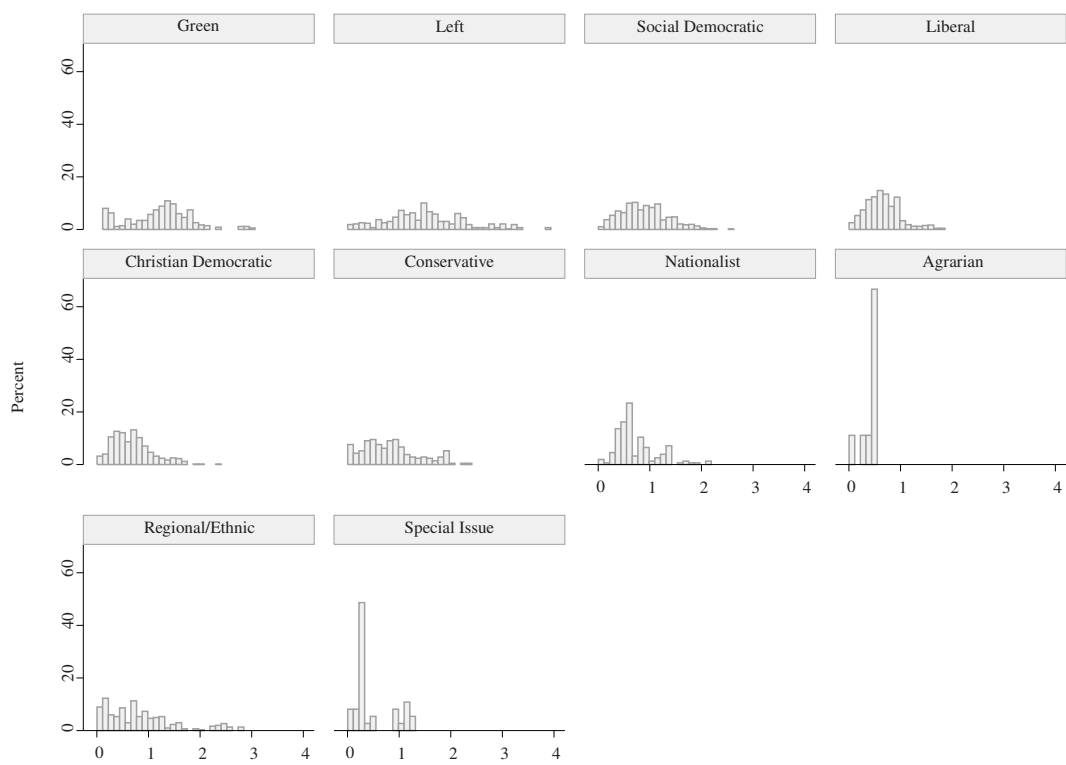 Green Left Social Democratic Liberal
60
40
20
0
Christian Democratic Conservative Nationalist Agrarian
60
40
20
0
Percent
0 1 2 3 4 0 1 2 3 4
Regional/Ethnic Special Issue
60
40
20
0
0 1 2 3 4 0 1 2 3 4